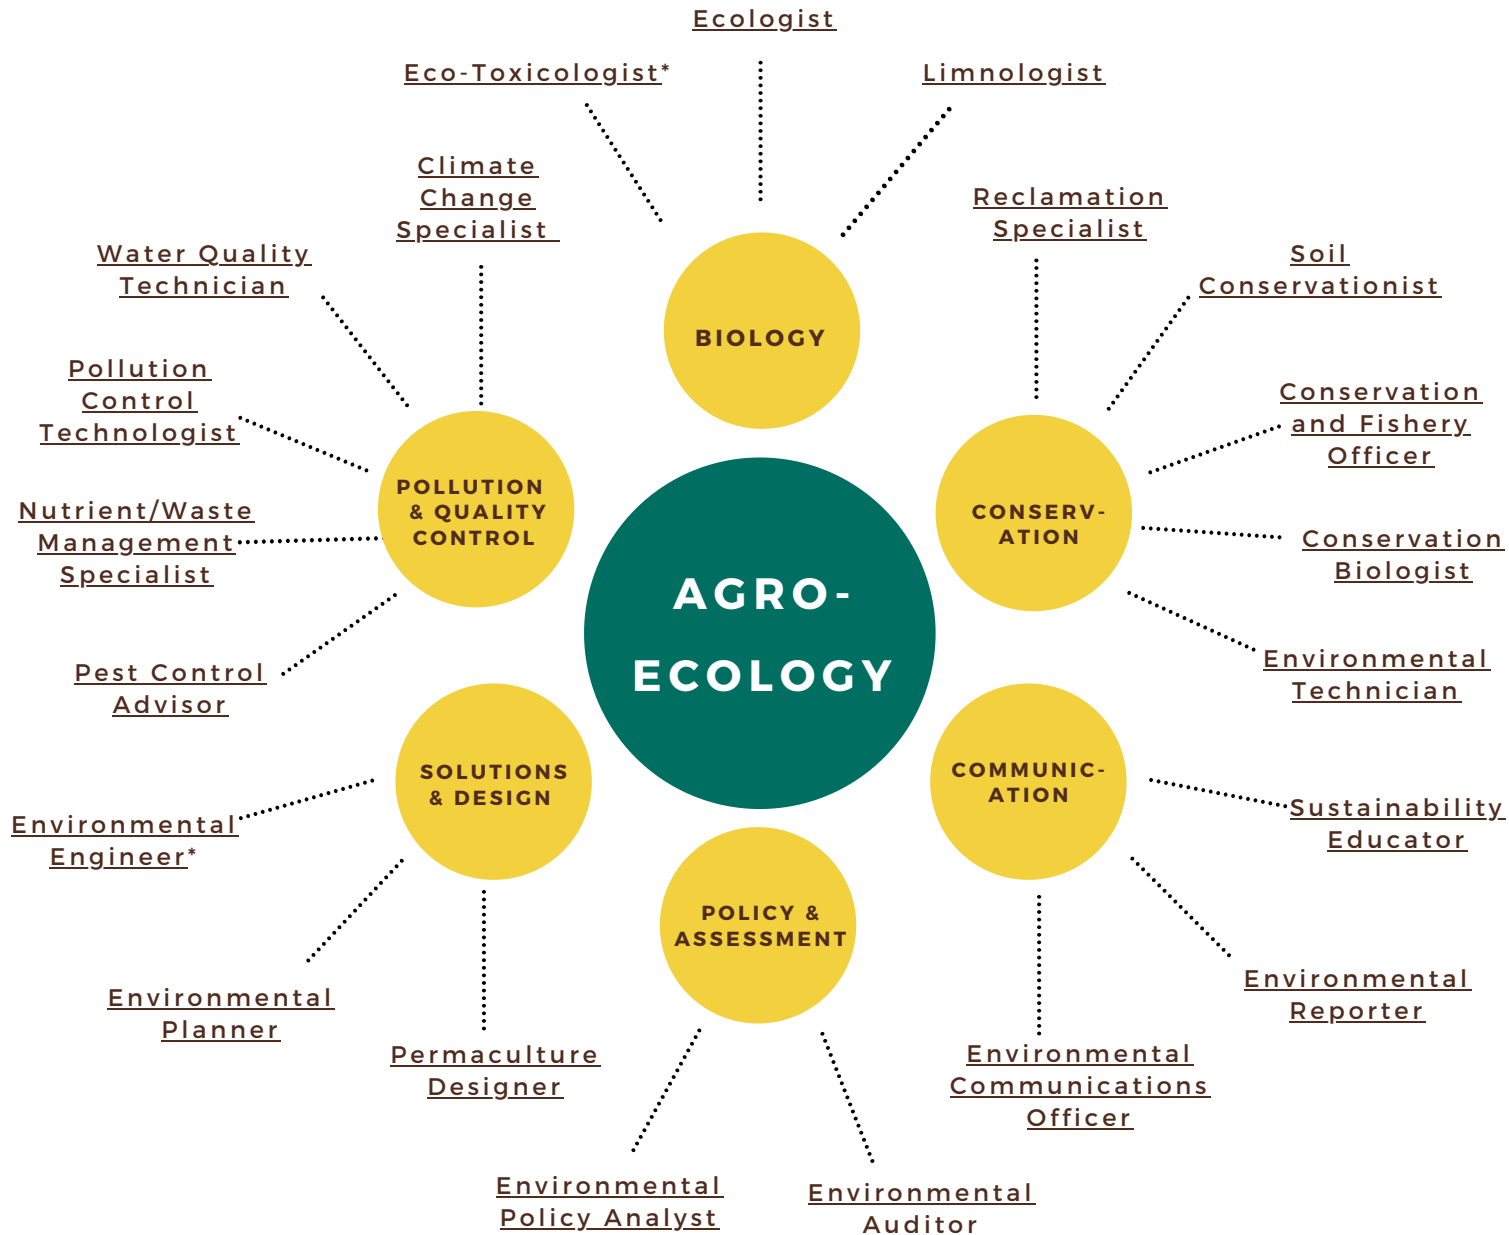 Ecologist
Eco-Toxicologist*
Limnologist
Climate
Change
Specialist
Reclamation
Specialist
Water Quality
Technician
Soil
Conservationist
BIOLOGY
Pollution
Control
Technologist
Conservation
and Fishery
Officer
POLLUTION
& QUALITY
CONTROL
CONSERV-
ATION
Nutrient/Waste
Management
Specialist
Conservation
Biologist
AGRO-
ECOLOGY
Pest Control
Advisor
Environmental
Technician
SOLUTIONS
& DESIGN
COMMUNIC-
ATION
Environmental
Engineer*
Sustainability
Educator
POLICY &
ASSESSMENT
Environmental
Planner
Environmental
Reporter
Permaculture
Designer
Environmental
Communications
Officer
Environmental
Policy Analyst
Environmental
Auditor